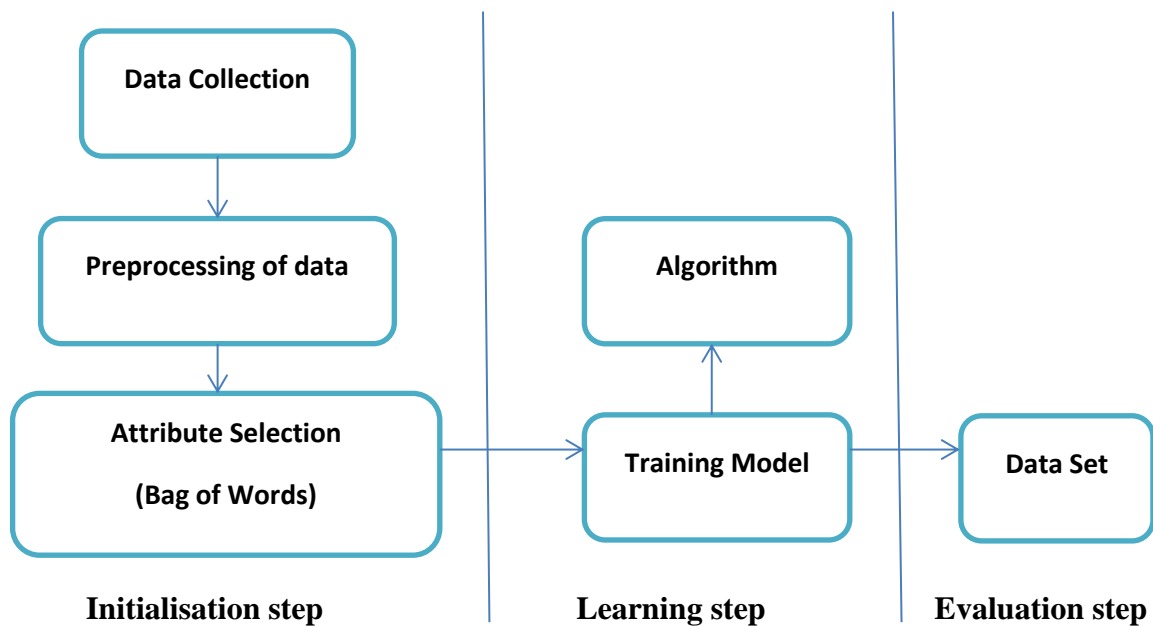 Data Collection
Preprocessing of data
Attribute Selection
(Bag of Words)
Initialisation step
Algorithm
Training Model
Learning step
Data Set
Evaluation step